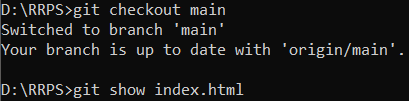 D:\RRPS>git checkout main
Switched to branch 'main'
Your branch is up to date with 'origin/main'.
D:\RRPS>git show index.html